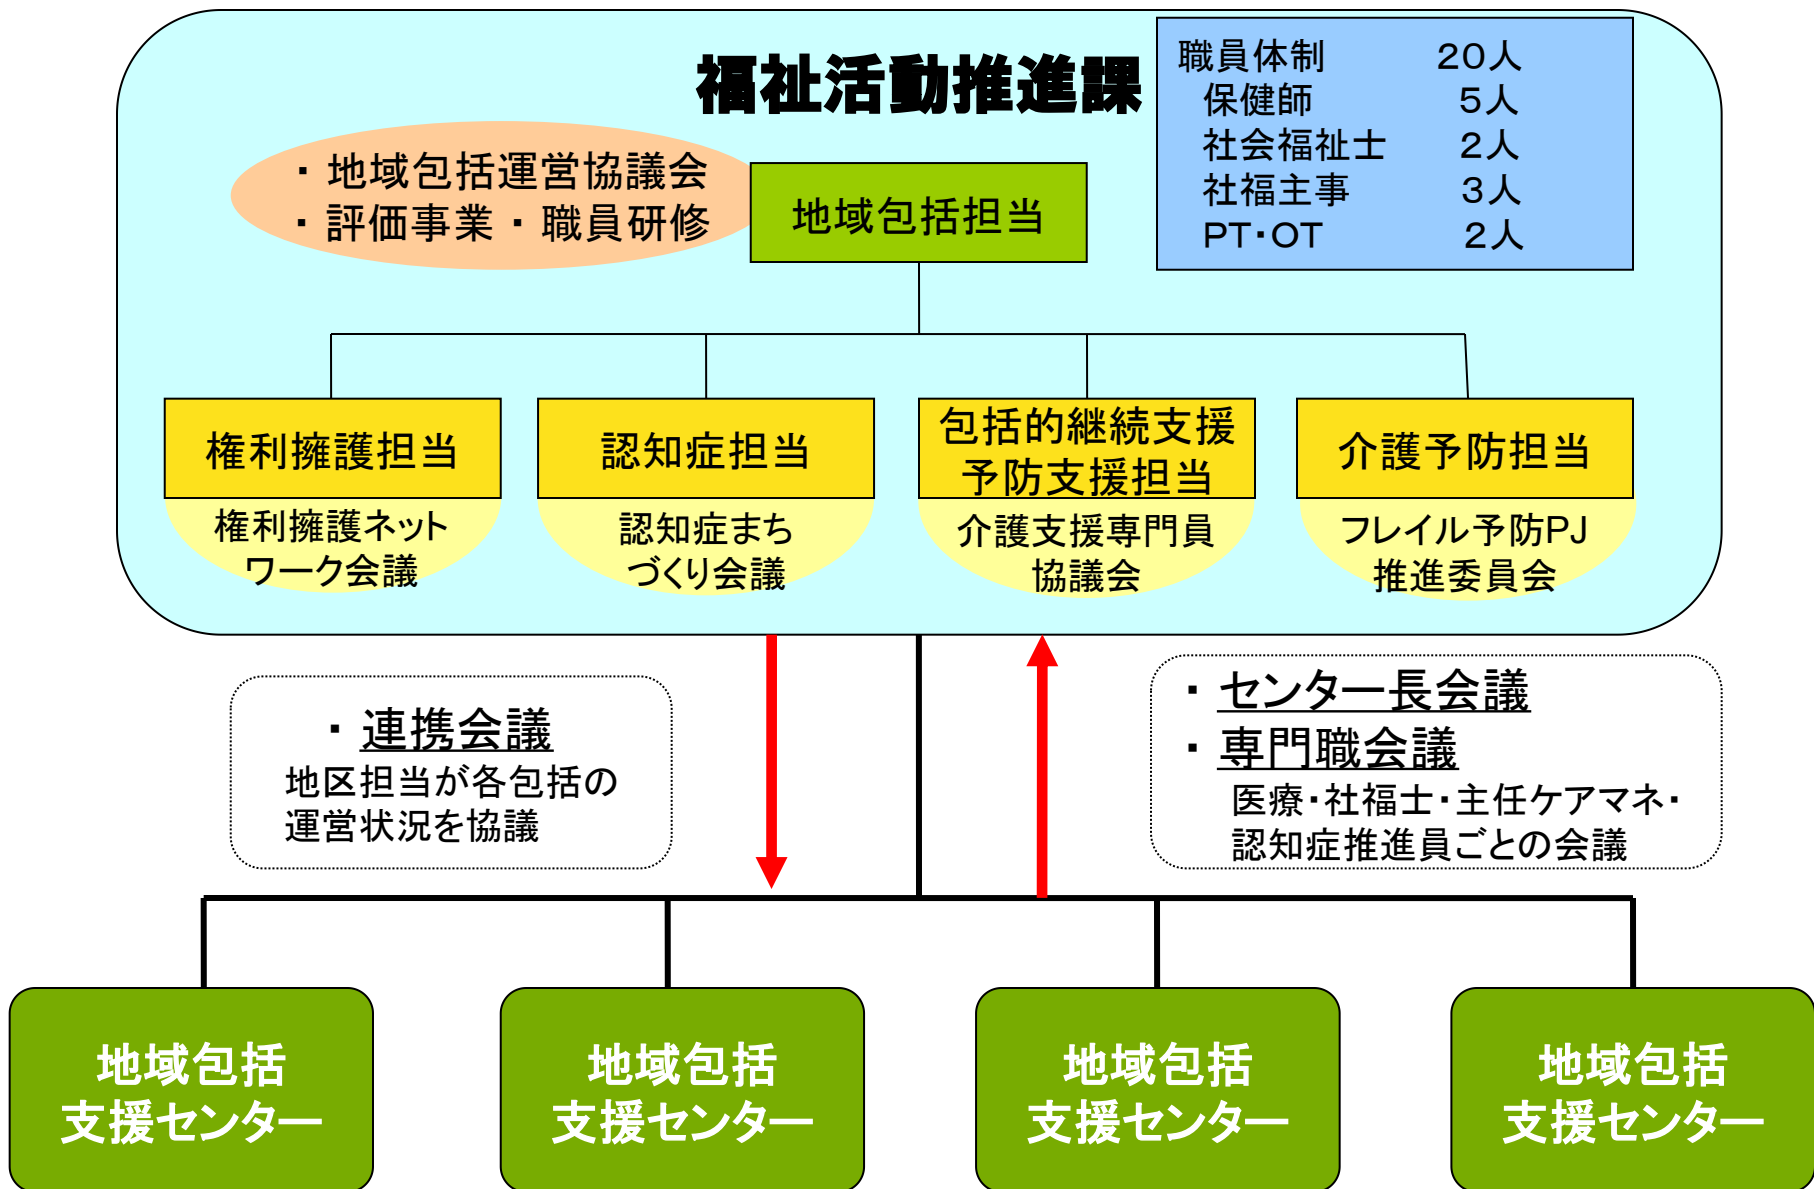 福祉活動推進課
職員体制 20人
保健師 5人
社会福祉士 2人
社福主事 3人
PT・OT 2人
・地域包括運営協議会
・評価事業・職員研修
地域包括担当
権利擁護担当
権利擁護ネット
ワーク会議
認知症担当
認知症まち
づくり会議
包括的継続支援
予防支援担当
介護支援専門員
協議会
介護予防担当
フレイル予防PJ
推進委員会
・連携会議
地区担当が各包括の
運営状況を協議
・センター長会議
・専門職会議
医療・社福士・主任ケアマネ・
認知症推進員ごとの会議
地域包括
支援センター
地域包括
支援センター
地域包括
支援センター
地域包括
支援センター